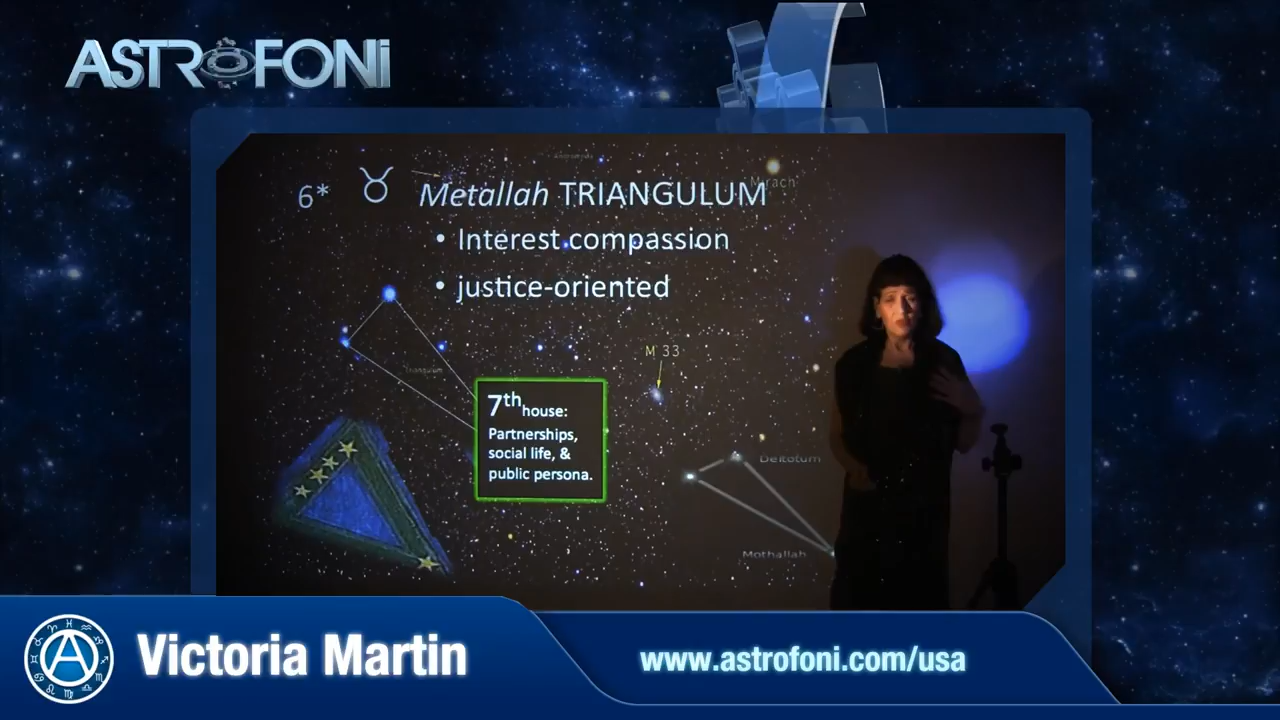 ASTROFONi
6* ♉ Metallah TRIANGULUM
Mirach
• Interest compassion
• justice-oriented
M 33
7th house:
Partnerships,
social life, &
public persona.
Deltotum
Mothallah
Victoria Martin
www.astrofoni.com/usa